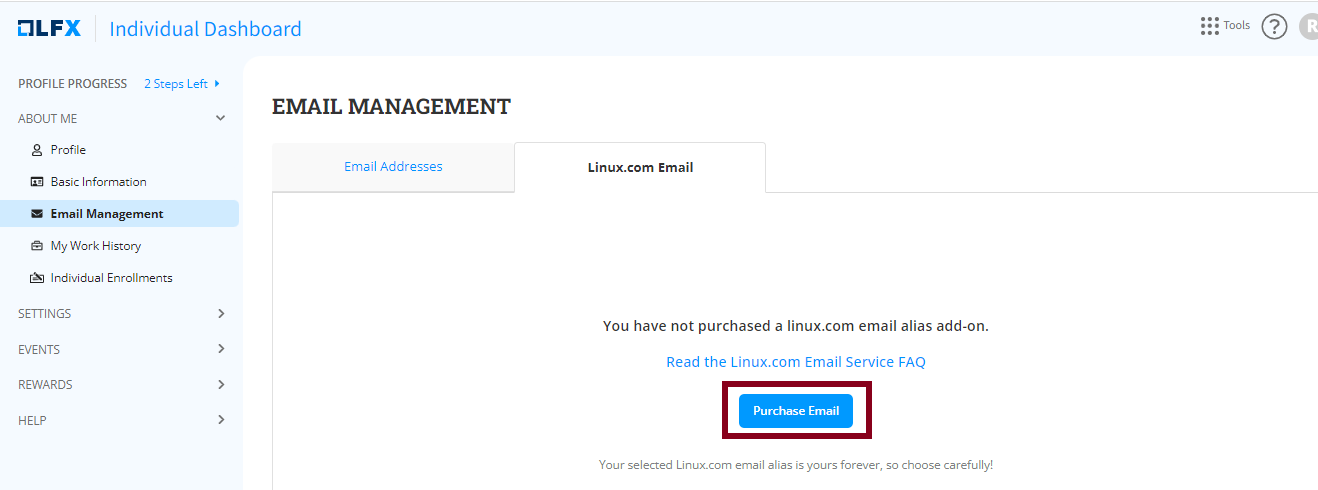 LFX Individual Dashboard
Tools ? R
PROFILE PROGRESS 2 Steps Left
ABOUT ME
Profile
Basic Information
Email Management
My Work History
Individual Enrollments
SETTINGS
EVENTS
REWARDS
HELP
EMAIL MANAGEMENT
Email Addresses Linux.com Email
You have not purchased a linux.com email alias add-on.
Read the Linux.com Email Service FAQ
Purchase Email
Your selected Linux.com email alias is yours forever, so choose carefully!